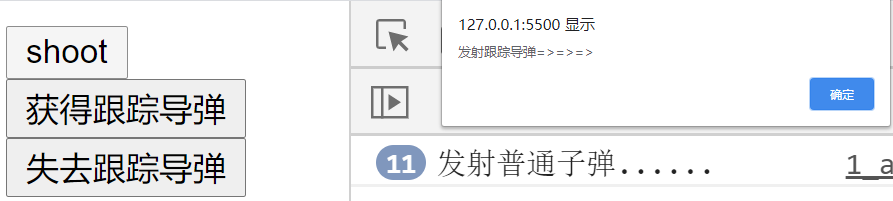 shoot
获得跟踪导弹
失去跟踪导弹
127.0.0.1:5500 显示
发射跟踪导弹=>=>=>
确定
11 发射普通子弹...... 1_a